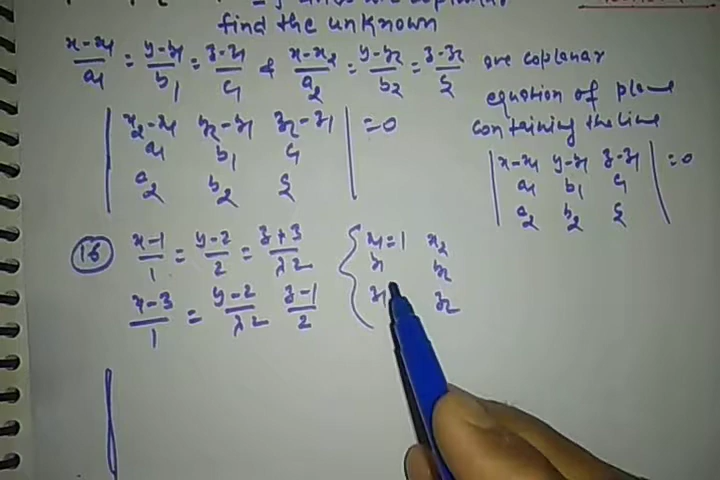 find the unknown
x-x1/a1 = y-y1/b1 = z-z1/c1 & x-x2/a2 = y-y2/b2 = z-z2/c2 are coplanar
| x2-x1 y2-y1 z2-z1 | =0
a1 b1 c1
a2 b2 c2
equation of plane
containing the line
| x-x1 y-y1 z-z1 | =0
a1 b1 c1
a2 b2 c2
16 x-1/1 = y-2/2 = z+3/λ2
x-3/1 = y-2/λ2 z-1/2
{ x1=1 x2
y1 y2
z1 z2